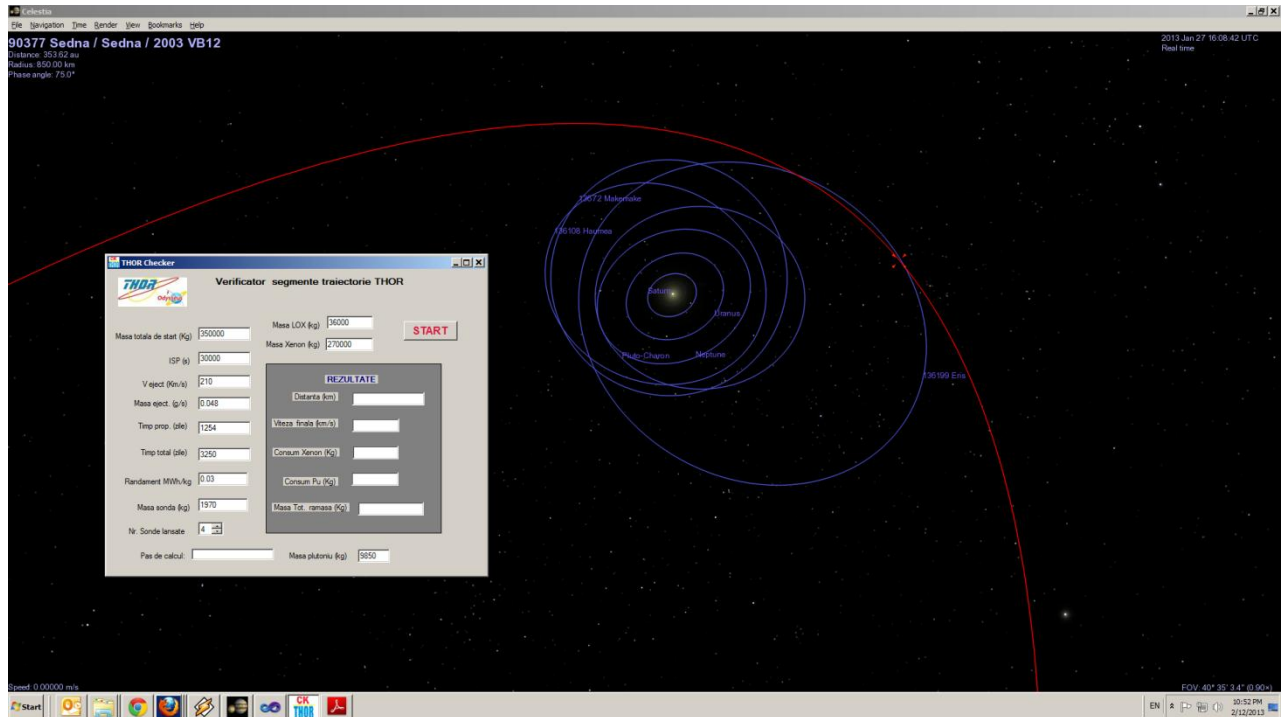 Celestia
File Navigation Time Render View Bookmarks Help
90377 Sedna / Sedna / 2003 VB12
Distance: 353.62 au
Radius: 850.00 km
Phase angle: 75.0°
2013 Jan 27 16:08:42 UTC
Real time
136108 Haumea
Saturn
Uranus
Pluto-Charon
Neptune
136199 Eris
THOR Checker
THOR
Odyssey
Verificator segmente traiectorie THOR
Masa totala de start (Kg) 350000
Masa LOX (kg) 36000
START
ISP (s) 30000
Masa Xenon (kg) 270000
V eject (Km/s) 210
REZULTATE
Masa eject. (g/s) 0.048
Distanta (km)
Timp prop. (zile) 1254
Viteza finala (km/s)
Timp total (zile) 3250
Consum Xenon (Kg)
Randament MWh/kg 0.03
Consum Pu (Kg)
Masa sonda (kg) 1970
Masa Tot. ramasa (Kg)
Nr. Sonde lansate 4
Pas de calcul:
Masa plutoniu (kg) 9850
Speed: 0.00000 m/s
FOV: 40° 35' 3.4" (0.90×)
Start
CK
THOR
EN
10:52 PM
2/12/2013